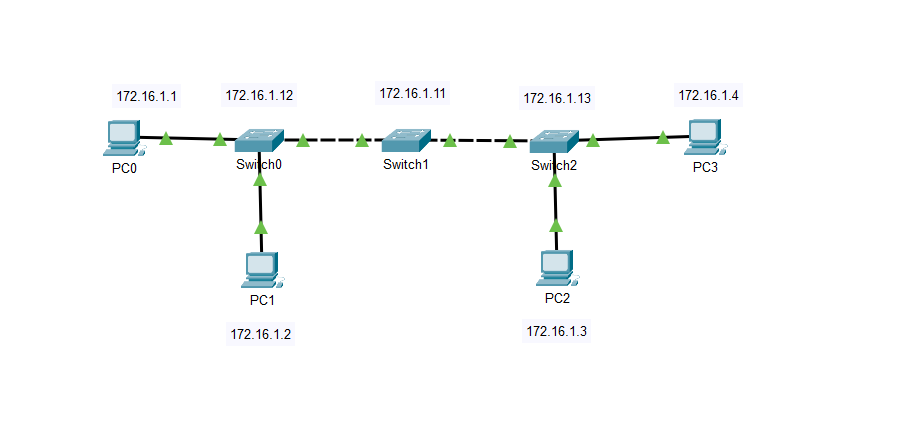 172.16.1.1
172.16.1.12
172.16.1.11
172.16.1.13
172.16.1.4
PC0
Switch0
Switch1
Switch2
PC3
PC1
PC2
172.16.1.2
172.16.1.3